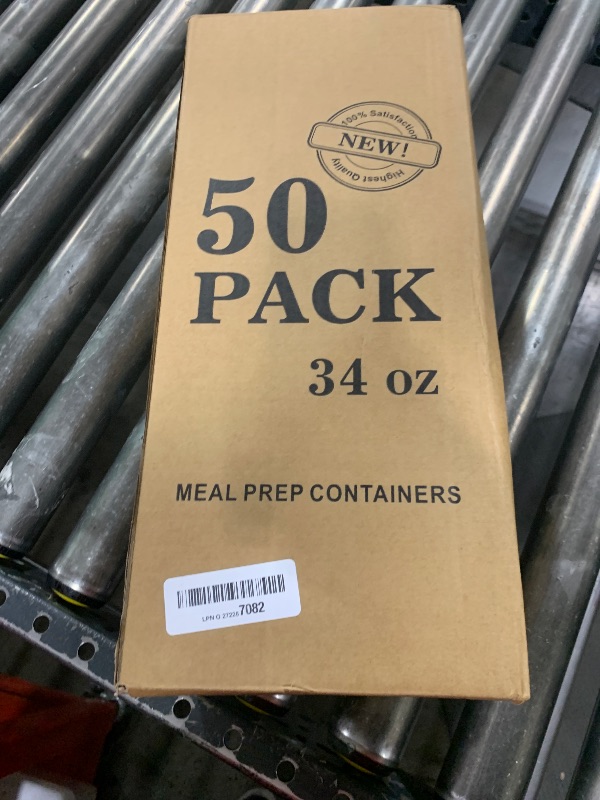 100% Satisfaction
NEW!
Highest Quality
50
PACK
34 oz
MEAL PREP CONTAINERS
7082